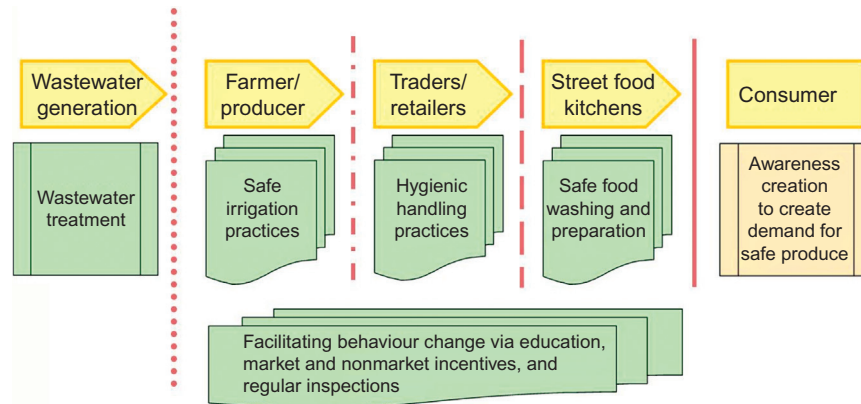 Wastewater
generation
Farmer/
producer
Traders/
retailers
Street food
kitchens
Consumer
Wastewater
treatment
Safe
irrigation
practices
Hygienic
handling
practices
Safe food
washing and
preparation
Awareness
creation
to create
demand for
safe produce
Facilitating behaviour change via education,
market and nonmarket incentives, and
regular inspections